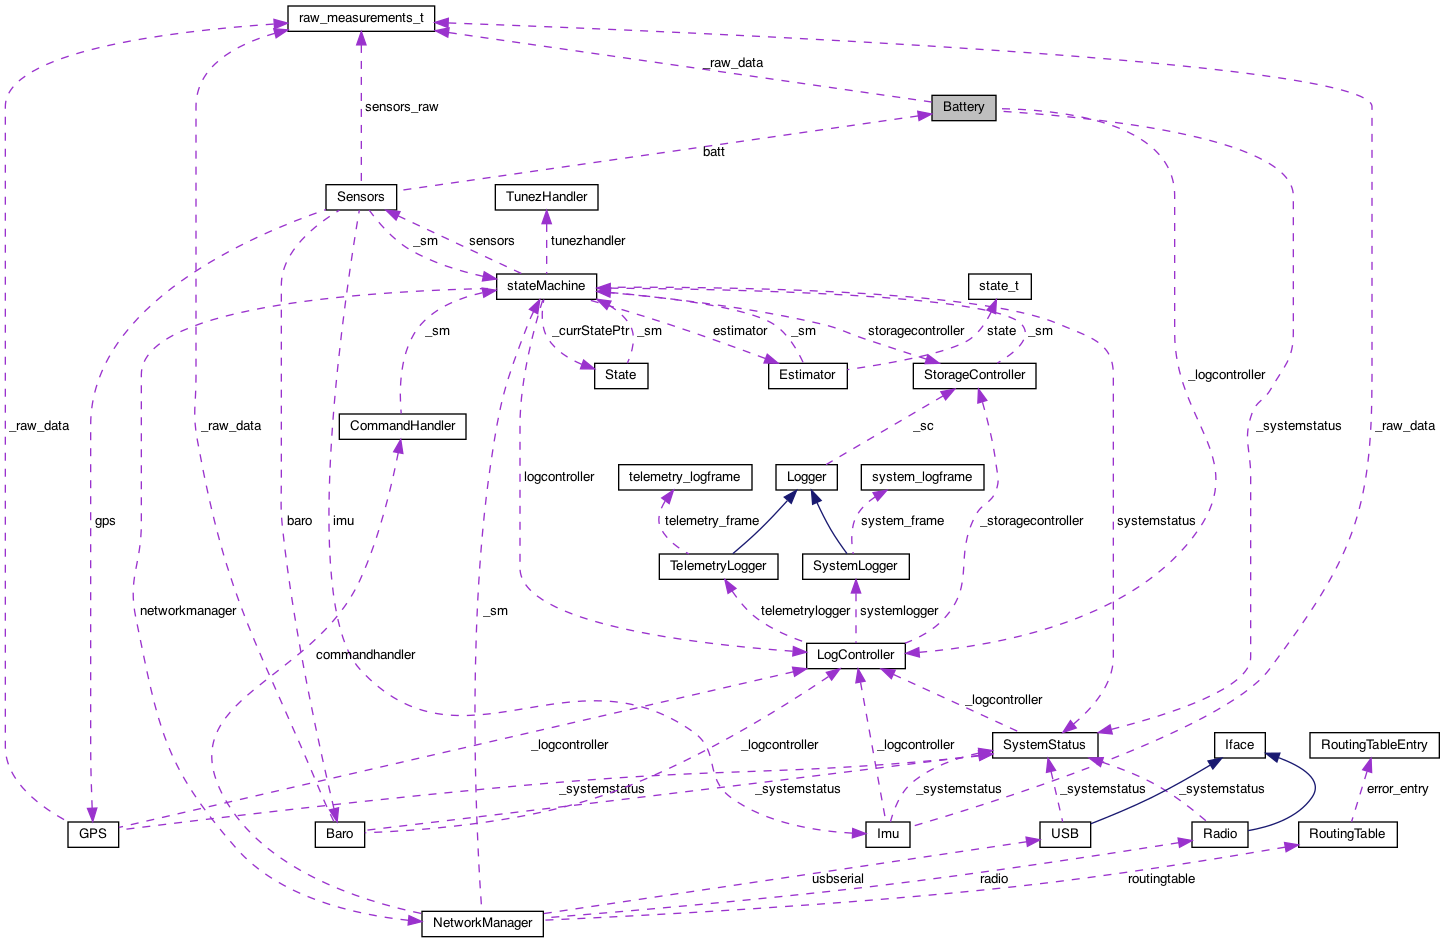 raw_measurements_t
_raw_data
Battery
sensors_raw
batt
Sensors
TunezHandler
_sm
sensors
tunezhandler
stateMachine
state_t
_currStatePtr
_sm
estimator
_sm
storagecontroller
state
_sm
_sm
State
Estimator
StorageController
_logcontroller
_raw_data
_raw_data
CommandHandler
_sc
_systemstatus
_raw_data
logcontroller
telemetry_logframe
Logger
system_logframe
gps
baro
imu
telemetry_frame
system_frame
_storagecontroller
systemstatus
TelemetryLogger
SystemLogger
networkmanager
_sm
telemetrylogger
systemlogger
commandhandler
LogController
_logcontroller
_logcontroller
_logcontroller
_logcontroller
SystemStatus
Iface
RoutingTableEntry
_systemstatus
_systemstatus
_systemstatus
_systemstatus
_systemstatus
error_entry
GPS
Baro
Imu
USB
Radio
RoutingTable
usbserial
radio
routingtable
NetworkManager